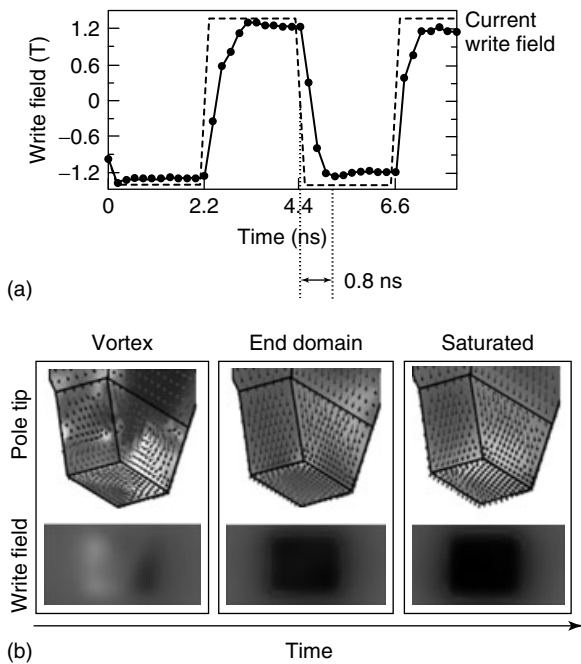 1.2
0.6
0
−0.6
−1.2
Write field (T)
Current
write field
0 2.2 4.4 6.6
Time (ns)
0.8 ns
(a)
Vortex End domain Saturated
Pole tip
Write field
(b)
Time